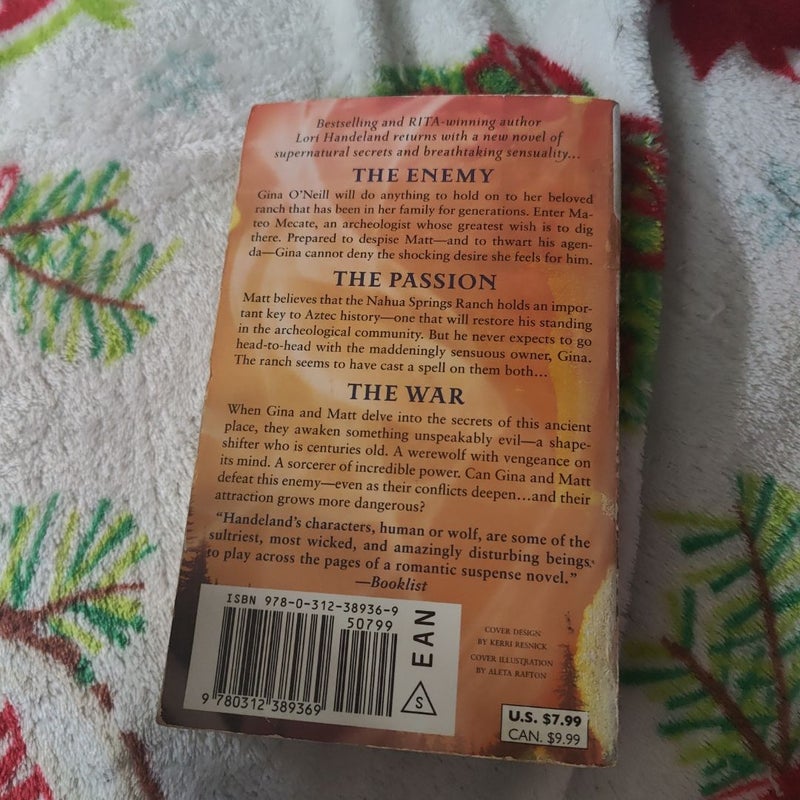 Bestselling and RITA-winning author
Lori Handeland returns with a new novel of
supernatural secrets and breathtaking sensuality...
THE ENEMY
Gina O'Neill will do anything to hold on to her beloved
ranch that has been in her family for generations. Enter Ma-
teo Mecate, an archeologist whose greatest wish is to dig
there. Prepared to despise Matt—and to thwart his agen-
da—Gina cannot deny the shocking desire she feels for him.
THE PASSION
Matt believes that the Nahua Springs Ranch holds an impor-
tant key to Aztec history—one that will restore his standing
in the archeological community. But he never expects to go
head-to-head with the maddeningly sensuous owner, Gina.
The ranch seems to have cast a spell on them both...
THE WAR
When Gina and Matt delve into the secrets of this ancient
place, they awaken something unspeakably evil—a shape-
shifter who is centuries old. A werewolf with vengeance on
its mind. A sorcerer of incredible power. Can Gina and Matt
defeat this enemy—even as their conflicts deepen...and their
attraction grows more dangerous?
"Handeland's characters, human or wolf, are some of the
sultriest, most wicked, and amazingly disturbing beings
to play across the pages of a romantic suspense novel."
—Booklist
ISBN 978-0-312-38936-9
50799
EAN
S
9 780312 389369
COVER DESIGN
BY KERRI RESNICK
COVER ILLUSTRATION
BY ALETA RAFTON
U.S. $7.99
CAN. $9.99